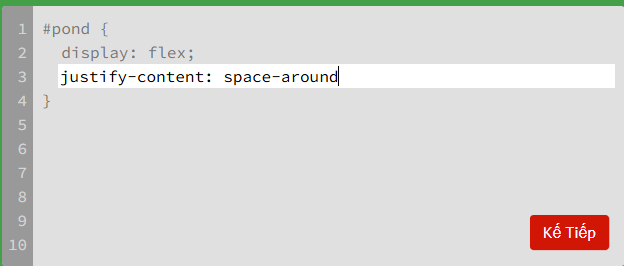 1 #pond {
2 display: flex;
3 justify-content: space-around
4 }
5
6
7
8
9
10
Kế Tiếp